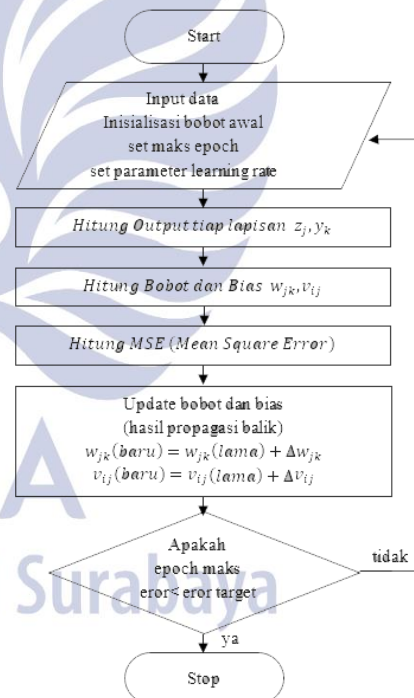 Start
Input data
Inisialisasi bobot awal
set maks epoch
set parameter learning rate
Hitung Output tiap lapisan z_j, y_k
Hitung Bobot dan Bias w_jk, v_ij
Hitung MSE (Mean Square Error)
Update bobot dan bias
(hasil propagasi balik)
w_jk(baru) = w_jk(lama) + Δw_jk
v_ij(baru) = v_ij(lama) + Δv_ij
A
Apakah
epoch maks
eror< eror target
tidak
Surabaya
ya
Stop